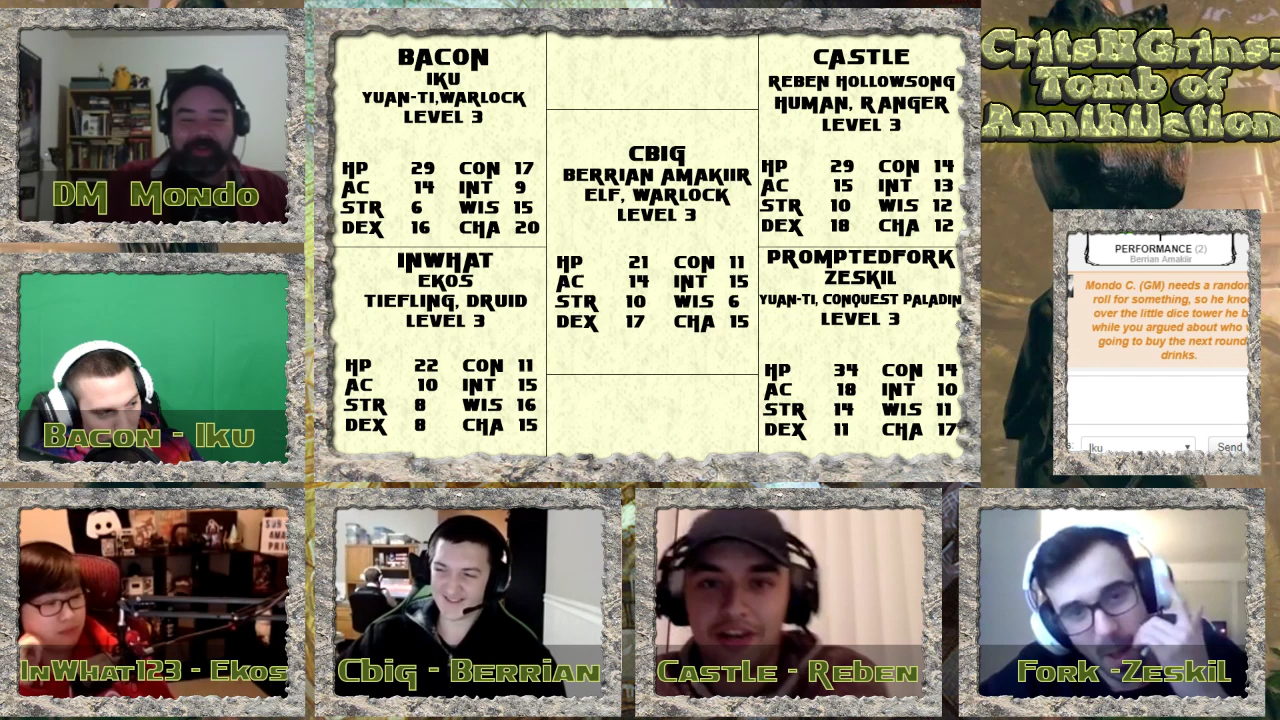 CritsNGrins:
Tomb of
Annihilation
DM Mondo
BACON
IKU
YUAN-TI,WARLOCK
LEVEL 3
HP 29 CON 17
AC 14 INT 9
STR 6 WIS 15
DEX 16 CHA 20
CBIG
BERRIAN AMAKIIR
ELF, WARLOCK
LEVEL 3
HP 21 CON 11
AC 14 INT 15
STR 10 WIS 6
DEX 17 CHA 15
CASTLE
REBEN HOLLOWSONG
HUMAN, RANGER
LEVEL 3
HP 29 CON 14
AC 15 INT 13
STR 10 WIS 12
DEX 18 CHA 12
INWHAT
EKOS
TIEFLING, DRUID
LEVEL 3
HP 22 CON 11
AC 10 INT 15
STR 8 WIS 16
DEX 8 CHA 15
PROMPTEDFORK
ZESKIL
YUAN-TI, CONQUEST PALADIN
LEVEL 3
HP 34 CON 14
AC 18 INT 10
STR 14 WIS 11
DEX 11 CHA 17
PERFORMANCE (2)
Berrian Amakiir
Mondo C. (GM) needs a random
roll for something, so he kno
over the little dice tower he b
while you argued about who
going to buy the next round
drinks.
Iku
Send
Bacon - Iku
InWhat123 - Ekos
Cbig - Berrian
Castle - Reben
Fork -Zeskil